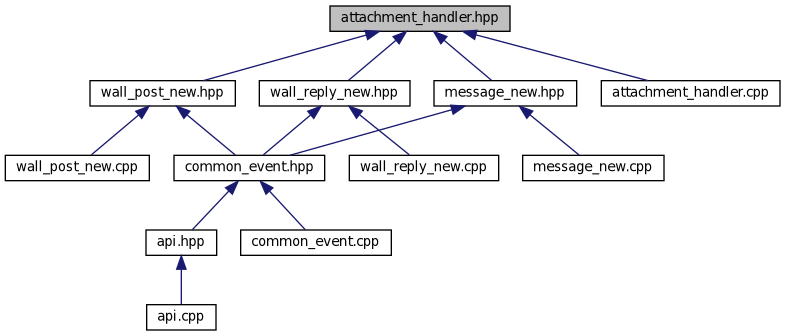 attachment_handler.hpp
wall_post_new.hpp
wall_reply_new.hpp
message_new.hpp
attachment_handler.cpp
wall_post_new.cpp
common_event.hpp
wall_reply_new.cpp
message_new.cpp
api.hpp
common_event.cpp
api.cpp